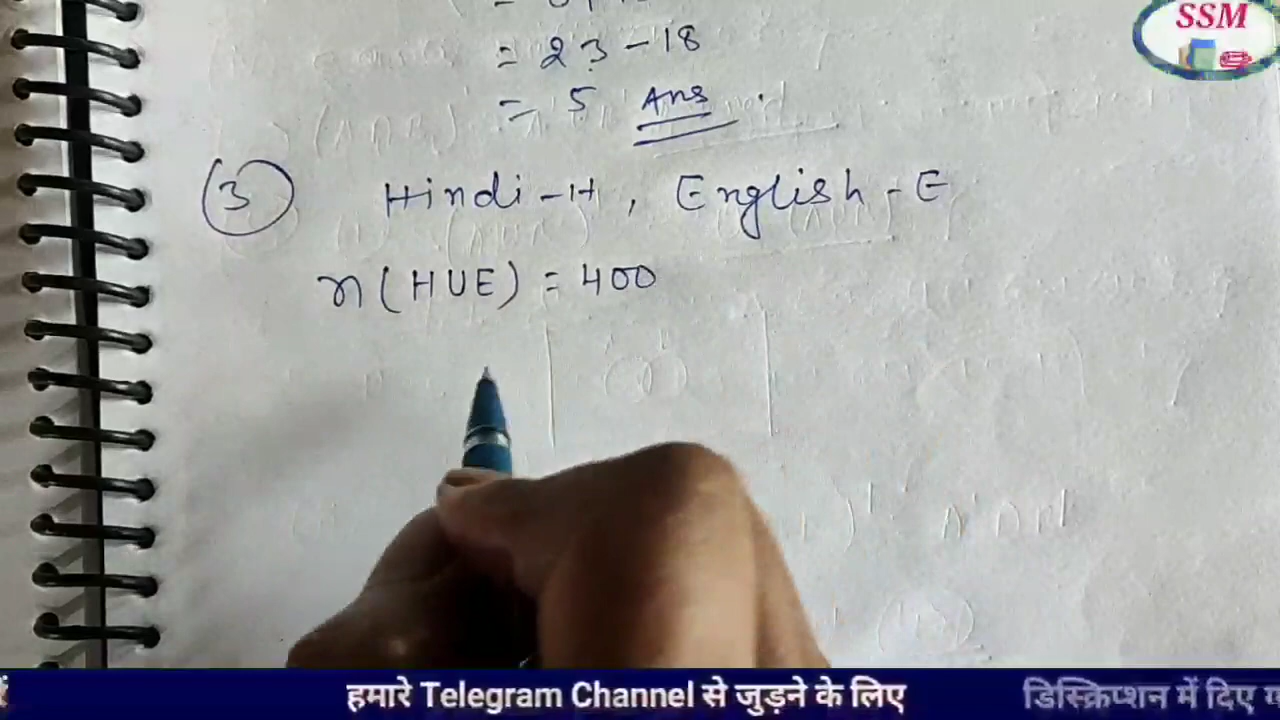 SSM
= 23 - 18
= 5 Ans.
(3) Hindi - H, English - E
n(HUE) = 400
हमारे Telegram Channel से जुड़ने के लिए डिस्क्रिप्शन में दिए